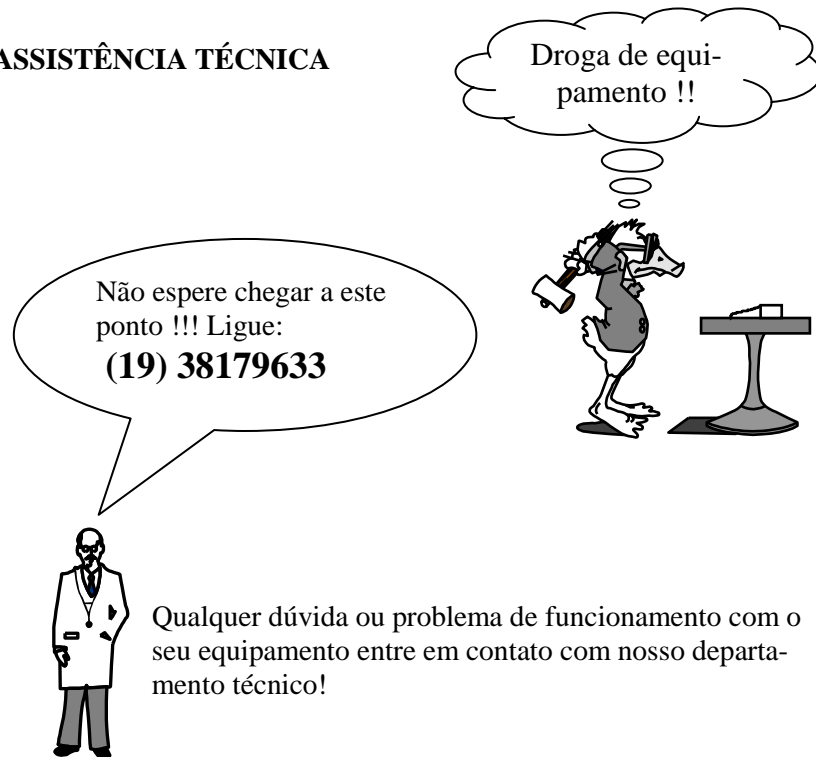 ASSISTÊNCIA TÉCNICA
Droga de equi-
pamento !!
Não espere chegar a este
ponto !!! Ligue:
(19) 38179633
Qualquer dúvida ou problema de funcionamento com o
seu equipamento entre em contato com nosso departa-
mento técnico!